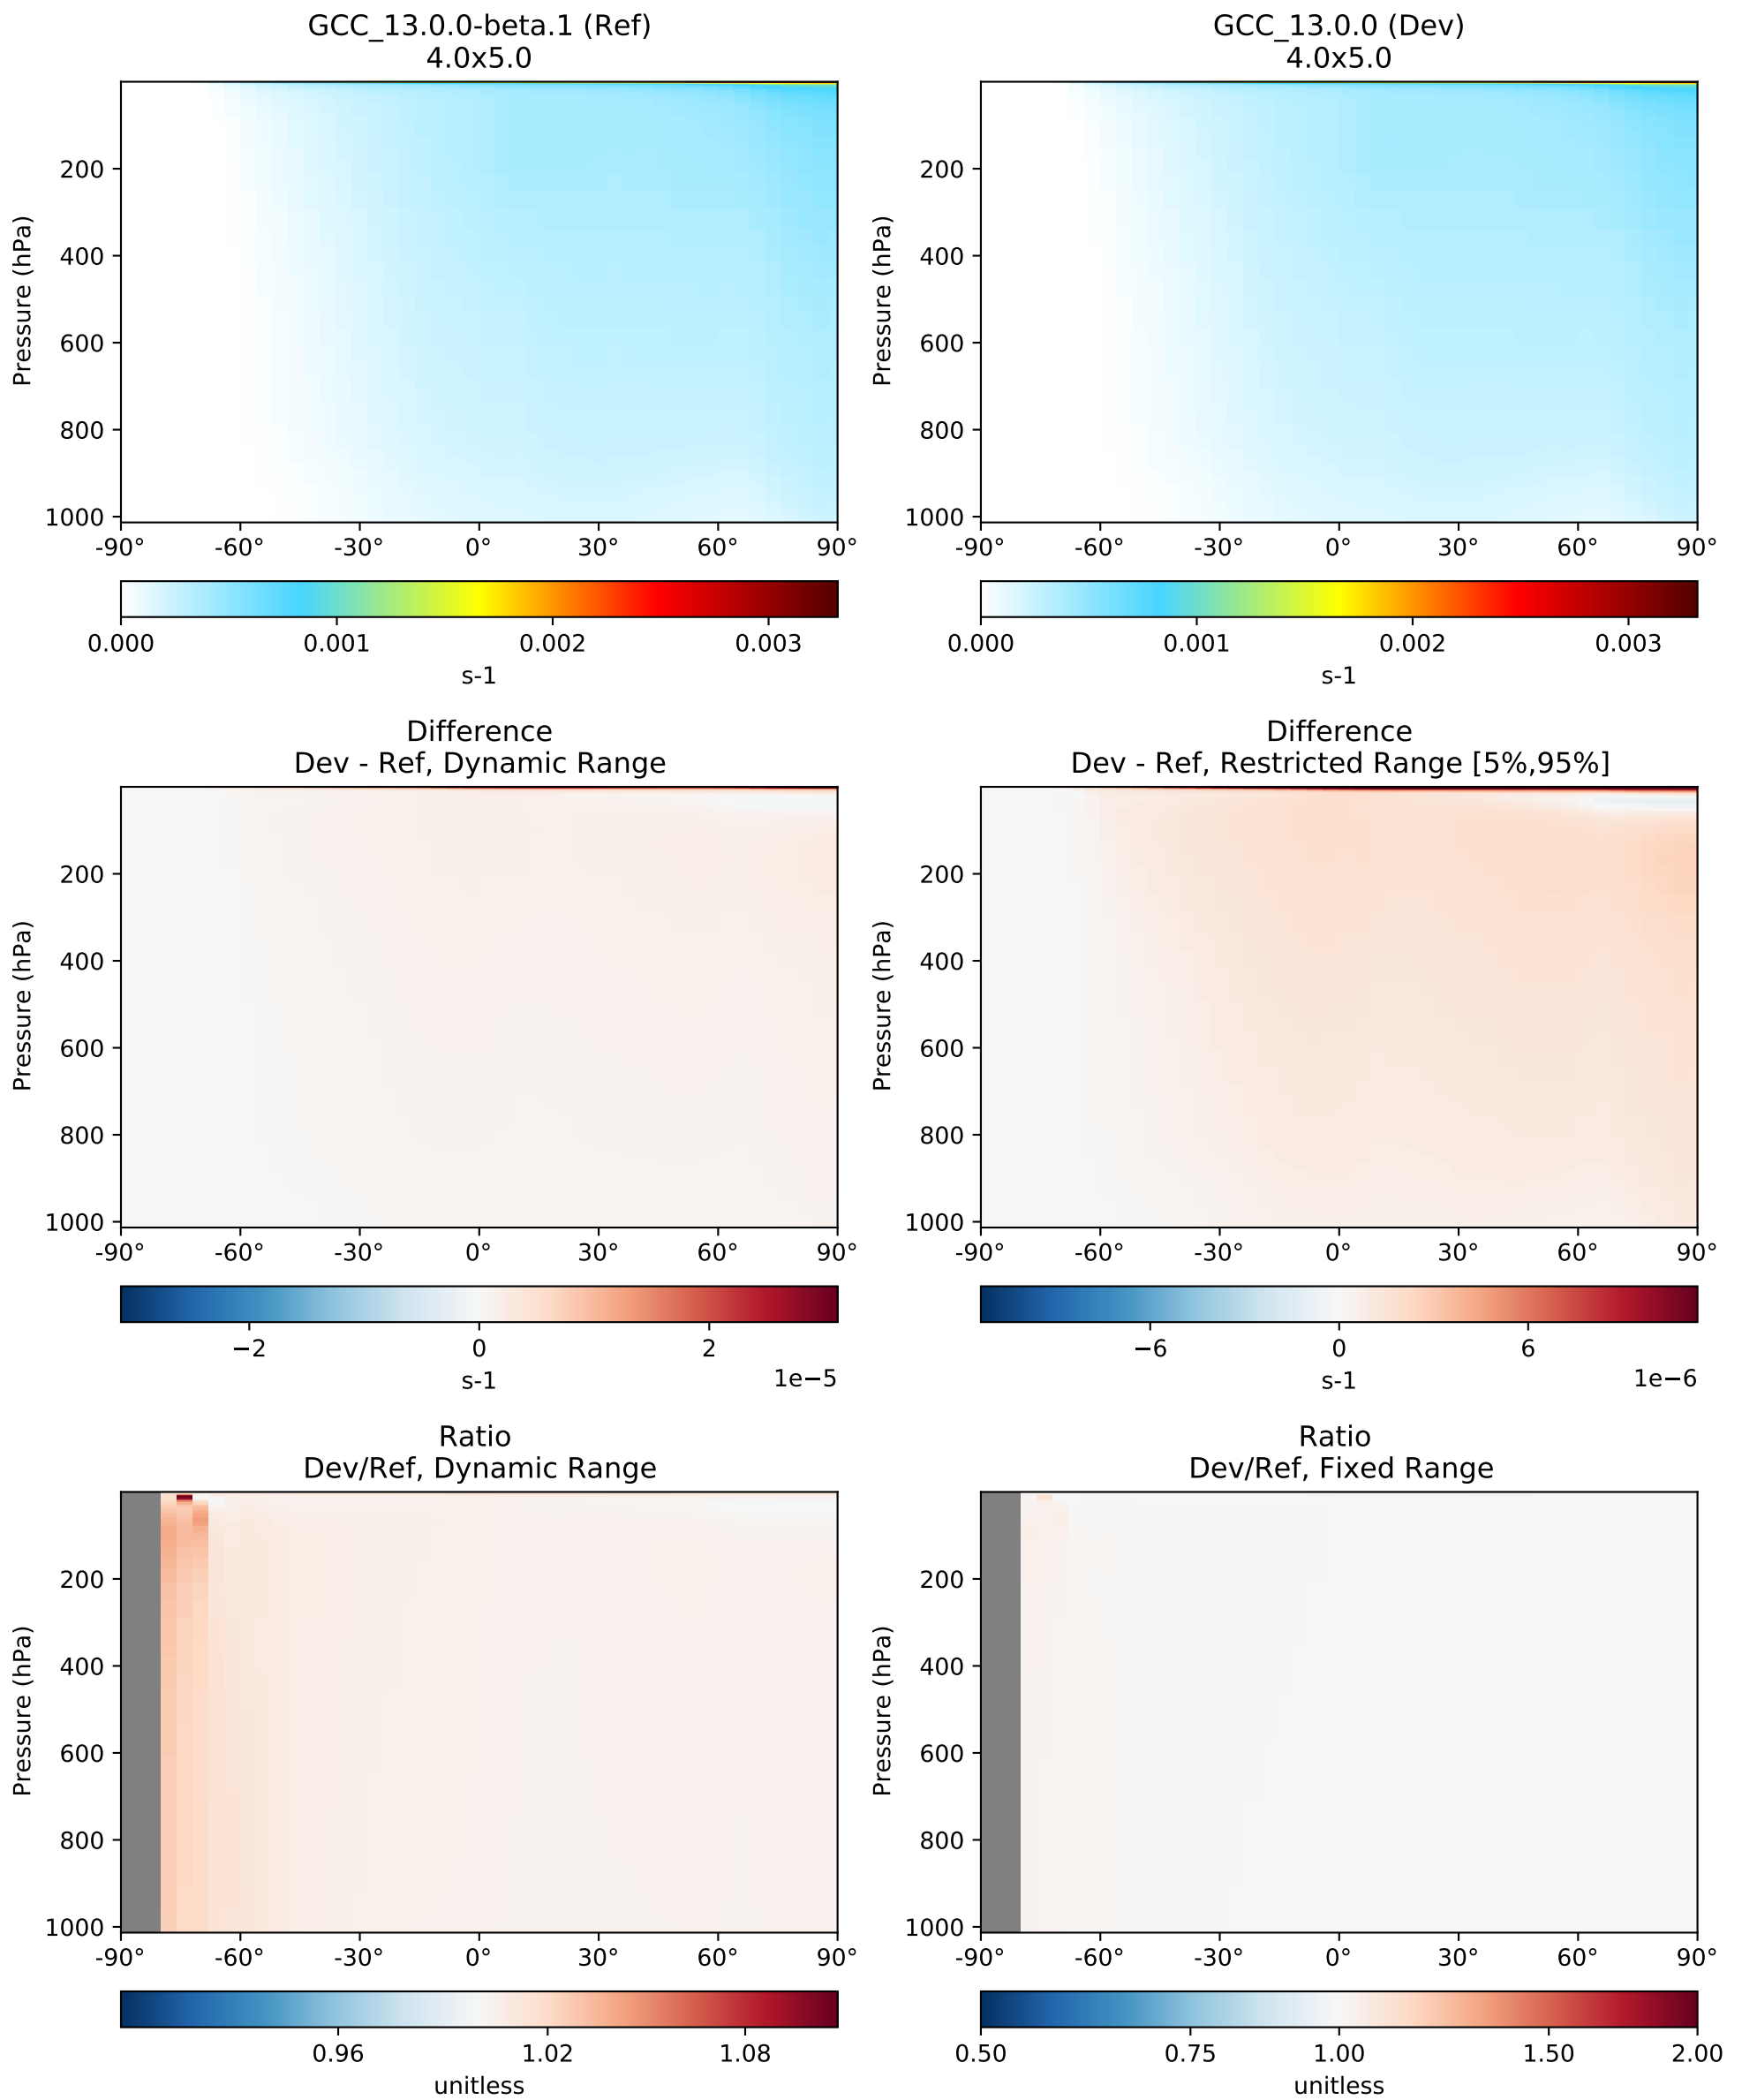 GCC_13.0.0-beta.1 (Ref)
4.0x5.0
Pressure (hPa)
200
400
600
800
1000
-90° -60° -30° 0° 30° 60° 90°
0.000 0.001 0.002 0.003
s-1
GCC_13.0.0 (Dev)
4.0x5.0
Pressure (hPa)
200
400
600
800
1000
-90° -60° -30° 0° 30° 60° 90°
0.000 0.001 0.002 0.003
s-1
Difference
Dev - Ref, Dynamic Range
Pressure (hPa)
200
400
600
800
1000
-90° -60° -30° 0° 30° 60° 90°
−2 0 2
s-1 1e−5
Difference
Dev - Ref, Restricted Range [5%,95%]
Pressure (hPa)
200
400
600
800
1000
-90° -60° -30° 0° 30° 60° 90°
−6 0 6
s-1 1e−6
Ratio
Dev/Ref, Dynamic Range
Pressure (hPa)
200
400
600
800
1000
-90° -60° -30° 0° 30° 60° 90°
0.96 1.02 1.08
unitless
Ratio
Dev/Ref, Fixed Range
Pressure (hPa)
200
400
600
800
1000
-90° -60° -30° 0° 30° 60° 90°
0.50 0.75 1.00 1.50 2.00
unitless